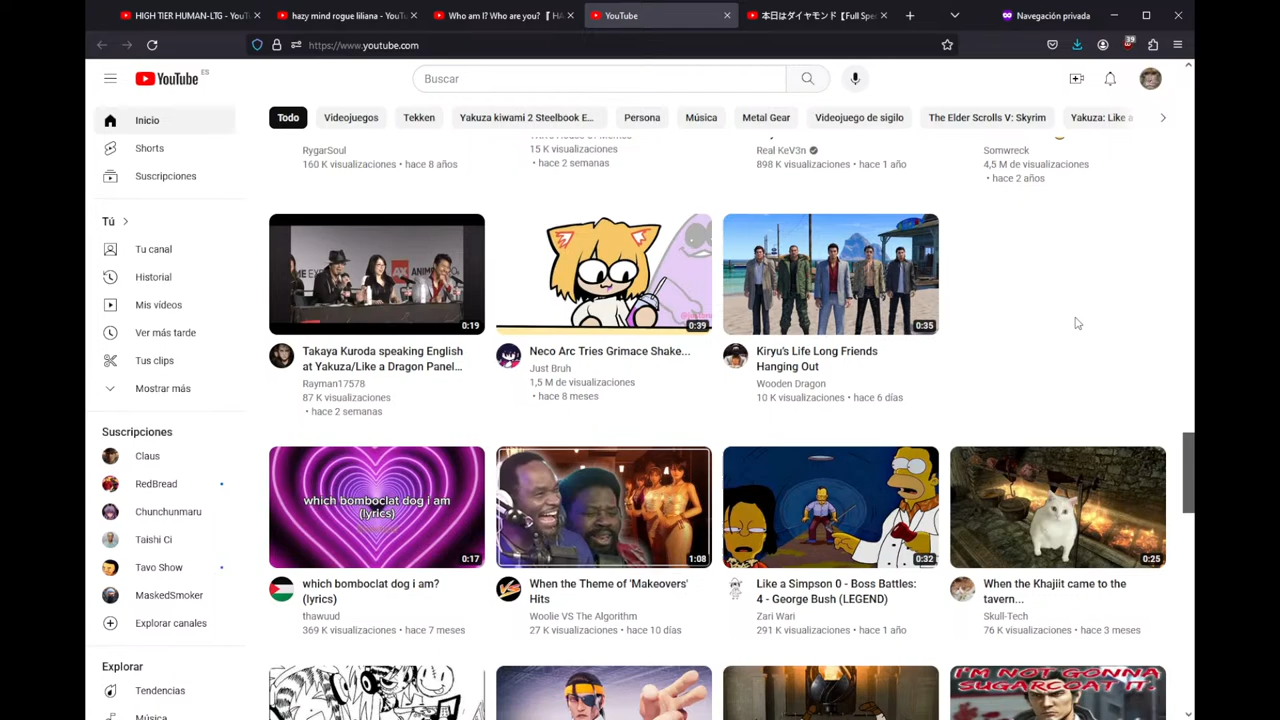 HIGH TIER HUMAN-LTG - YouTu
hazy mind rogue liliana - YouTu
Who am I? Who are you? 『 HA
YouTube
本日はダイヤモンド【Full Spe
Navegación privada
https://www.youtube.com
39
YouTube ES
Buscar
Inicio
Shorts
Suscripciones
Tú
Tu canal
Historial
Mis vídeos
Ver más tarde
Tus clips
Mostrar más
Suscripciones
Claus
RedBread
Chunchunmaru
Taishi Ci
Tavo Show
MaskedSmoker
Explorar canales
Explorar
Tendencias
Música
Todo
Videojuegos
Tekken
Yakuza kiwami 2 Steelbook E...
Persona
Música
Metal Gear
Videojuego de sigilo
The Elder Scrolls V: Skyrim
Yakuza: Like a
RygarSoul
160 K visualizaciones • hace 8 años
15 K visualizaciones
• hace 2 semanas
Real KeV3n
898 K visualizaciones • hace 1 año
Somwreck
4,5 M de visualizaciones
• hace 2 años
0:19
Takaya Kuroda speaking English
at Yakuza/Like a Dragon Panel...
Rayman17578
87 K visualizaciones
• hace 2 semanas
0:39
Neco Arc Tries Grimace Shake...
Just Bruh
1,5 M de visualizaciones
• hace 8 meses
0:35
Kiryu's Life Long Friends
Hanging Out
Wooden Dragon
10 K visualizaciones • hace 6 días
which bomboclat dog i am
(lyrics)
0:17
which bomboclat dog i am?
(lyrics)
thawuud
369 K visualizaciones • hace 7 meses
1:08
When the Theme of 'Makeovers'
Hits
Woolie VS The Algorithm
27 K visualizaciones • hace 10 días
0:32
Like a Simpson 0 - Boss Battles:
4 - George Bush (LEGEND)
Zari Wari
291 K visualizaciones • hace 1 año
0:25
When the Khajiit came to the
tavern...
Skull-Tech
76 K visualizaciones • hace 3 meses
I'M NOT GONNA
SUGARCOAT IT.